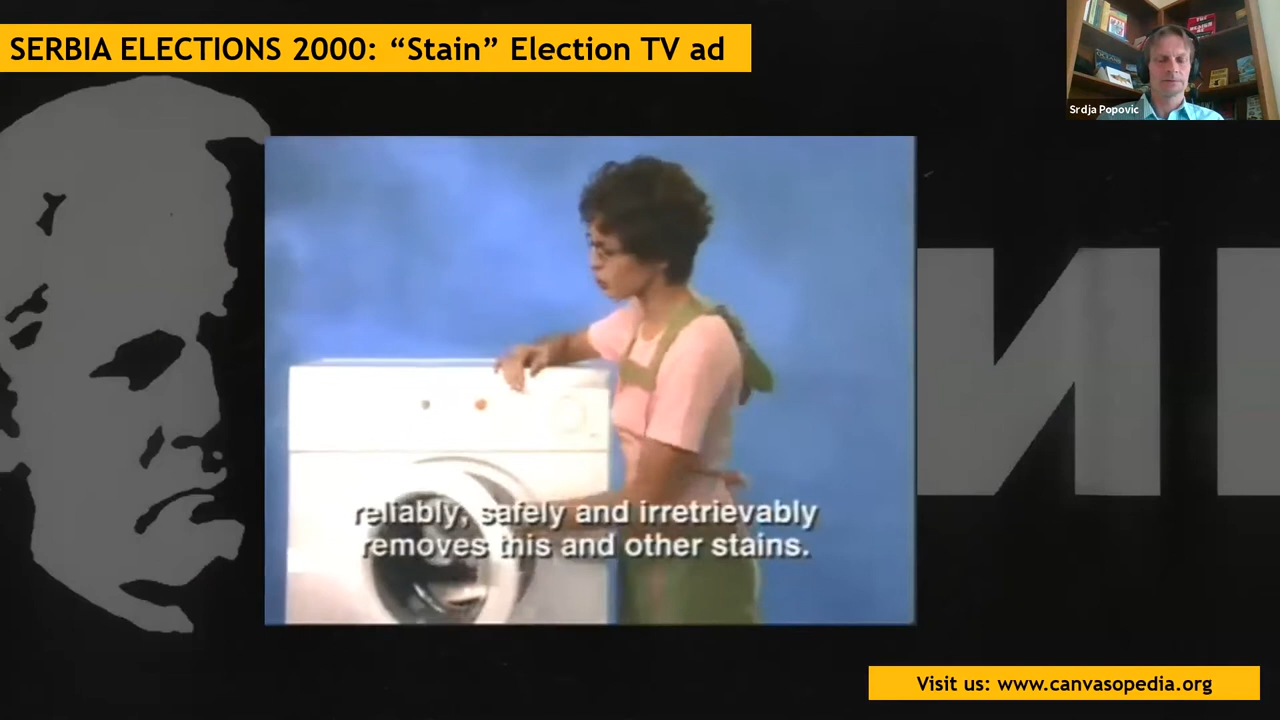 SERBIA ELECTIONS 2000: “Stain” Election TV ad
Srdja Popovic
И
reliably, safely and irretrievably
removes this and other stains.
Visit us: www.canvasopedia.org